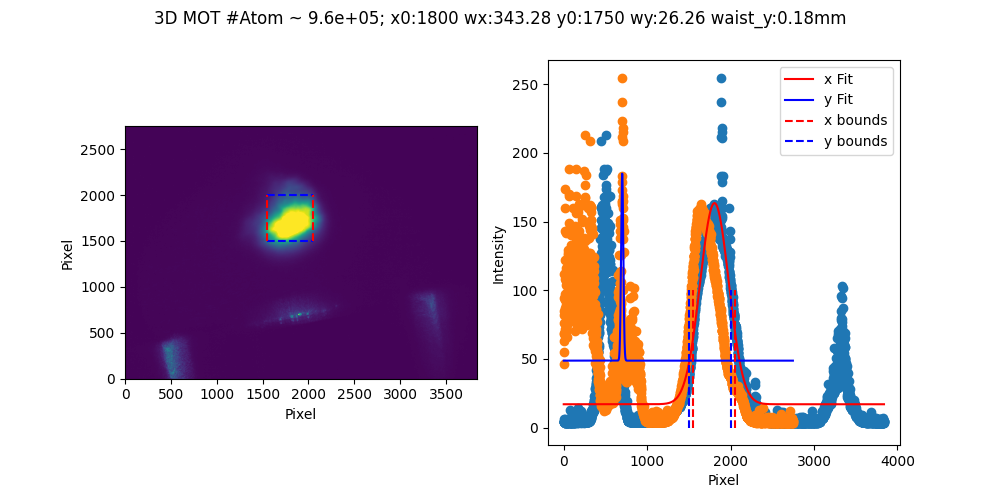 3D MOT #Atom ~ 9.6e+05; x0:1800 wx:343.28 y0:1750 wy:26.26 waist_y:0.18mm
2500
2000
1500
1000
500
0
Pixel
0 500 1000 1500 2000 2500 3000 3500
Pixel
250
200
150
100
50
0
Intensity
0 1000 2000 3000 4000
Pixel
x Fit
y Fit
x bounds
y bounds